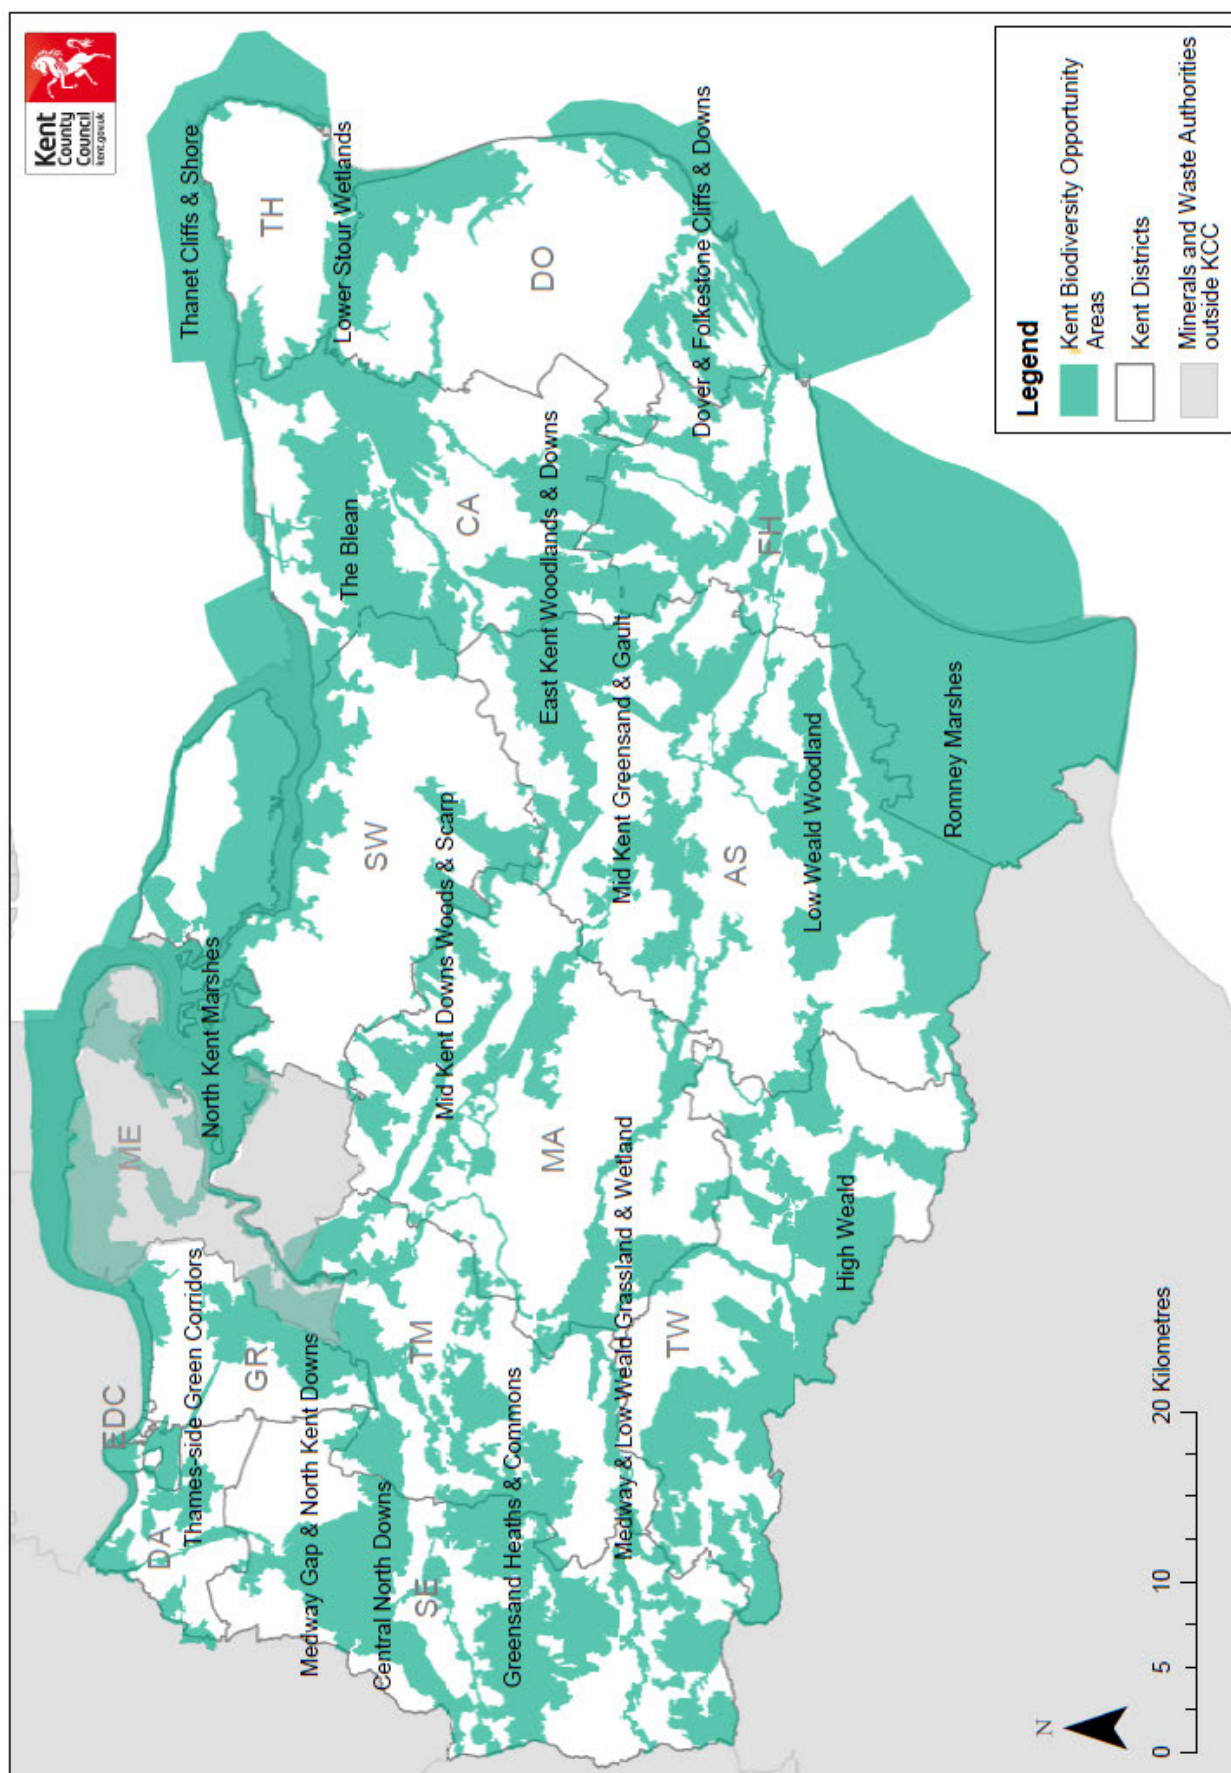 Kent
County
Council
kent.gov.uk
Thanet Cliffs & Shore
TH
Lower Stour Wetlands
DO
Dover & Folkestone Cliffs & Downs
The Blean
CA
East Kent Woodlands & Downs
FH
North Kent Marshes
ME
SW
Mid Kent Downs Woods & Scarp
Mid Kent Greensand & Gault
AS
Low Weald Woodland
Romney Marshes
EDC
DA
Thames-side Green Corridors
GR
Medway Gap & North Kent Downs
Central North Downs
TM
SE
Greensand Heaths & Commons
MA
Medway & Low Weald Grassland & Wetland
TW
High Weald
N
0
5
10
20 Kilometres
Legend
Kent Biodiversity Opportunity
Areas
Kent Districts
Minerals and Waste Authorities
outside KCC